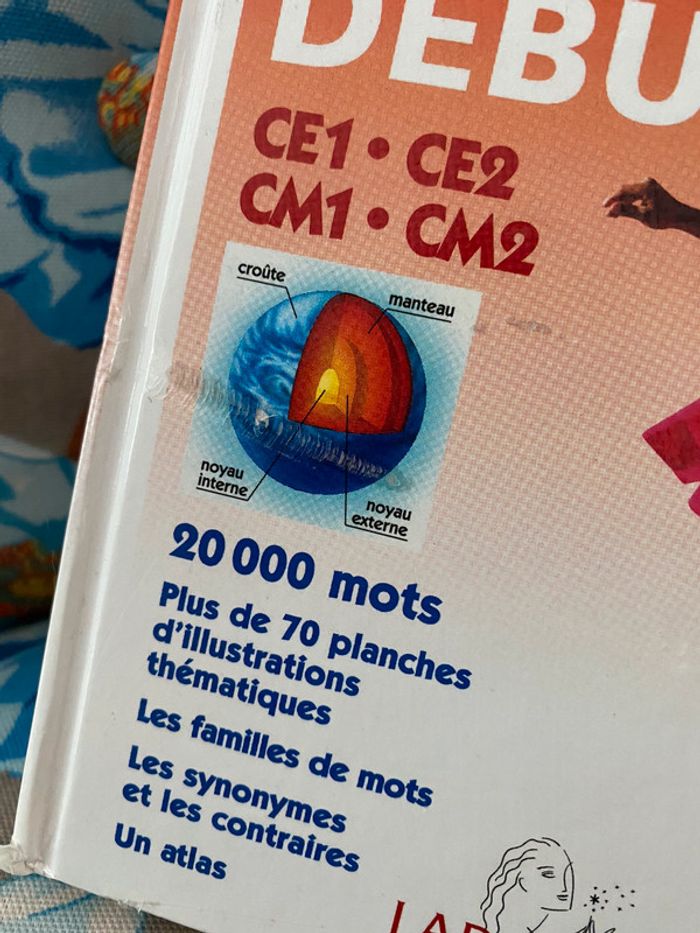 DÉBU
CE1 • CE2
CM1 • CM2
croûte
manteau
noyau
interne
noyau
externe
20 000 mots
Plus de 70 planches
d'illustrations
thématiques
Les familles de mots
Les synonymes
et les contraires
Un atlas
LAR